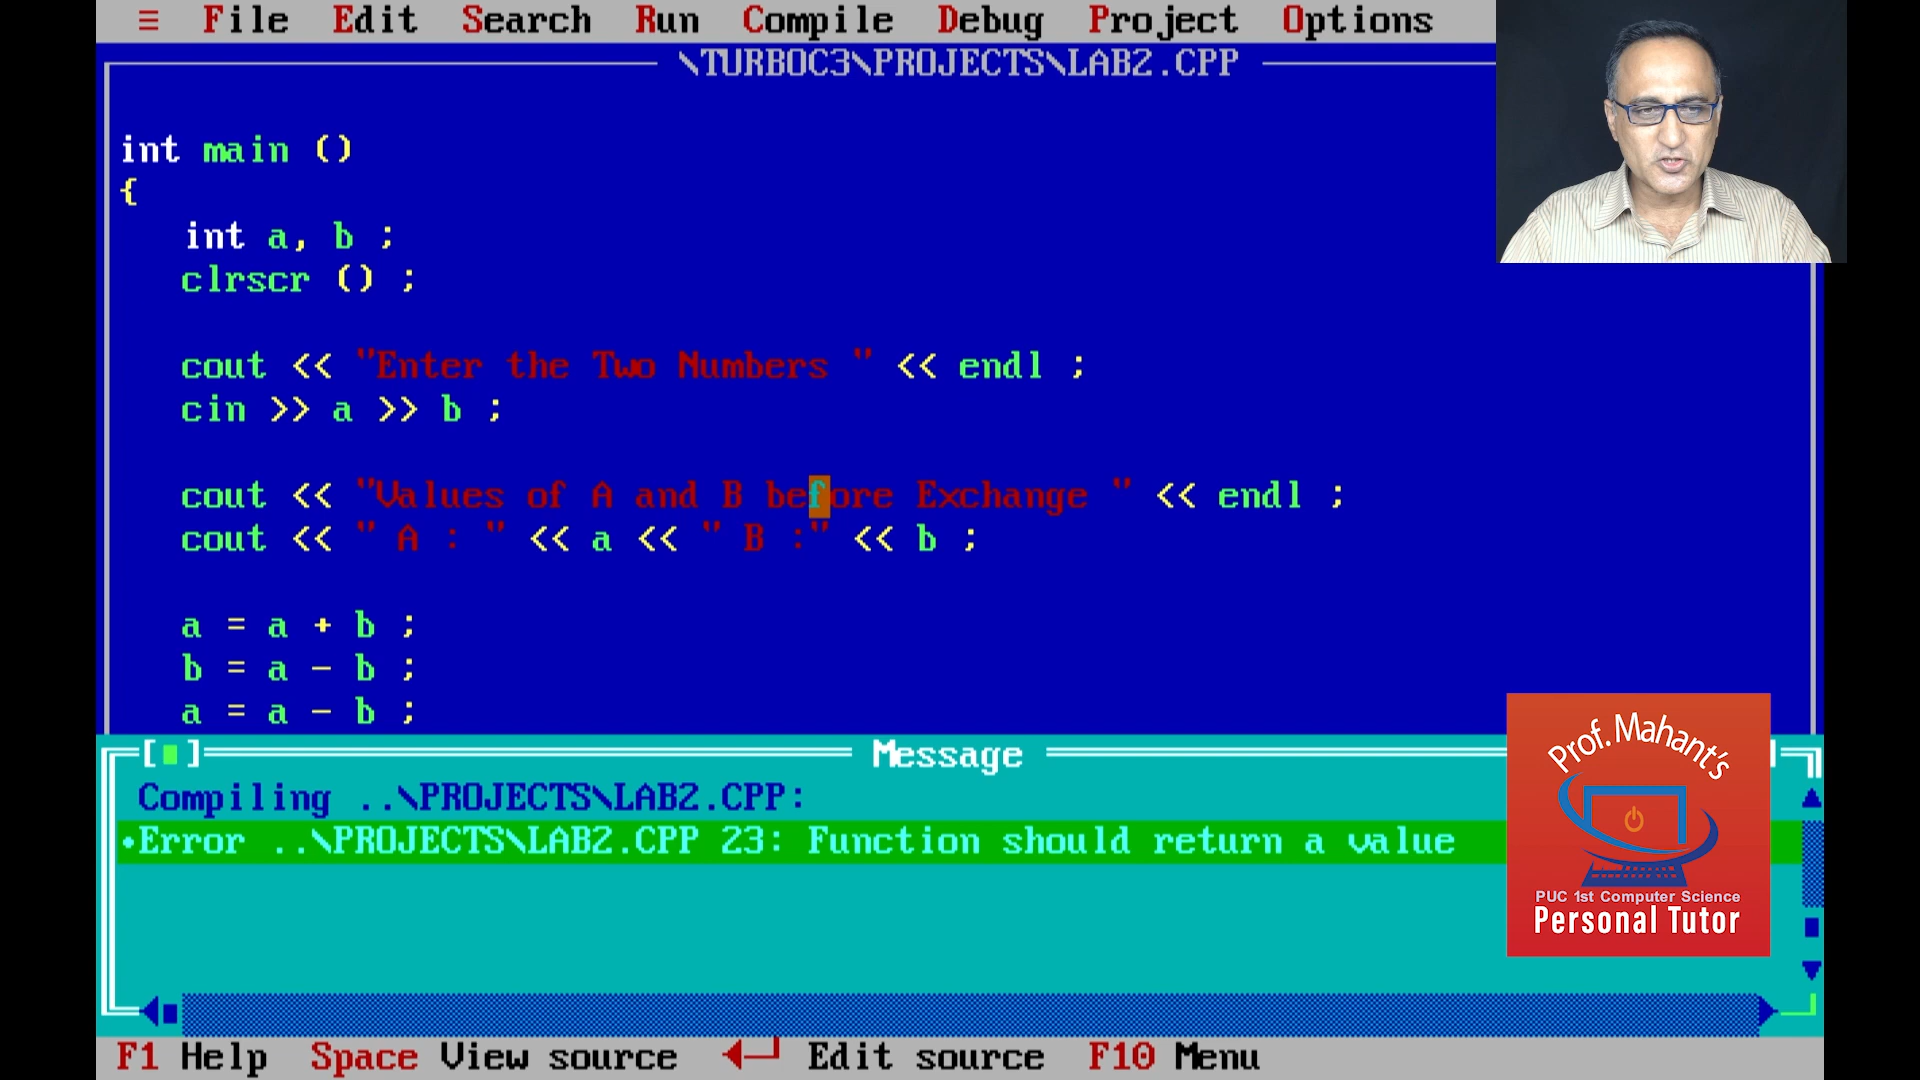 ≡ File Edit Search Run Compile Debug Project Options
\TURBOC3\PROJECTS\LAB2.CPP
int main ()
{
int a, b ;
clrscr () ;
cout << "Enter the Two Numbers " << endl ;
cin >> a >> b ;
cout << "Values of A and B before Exchange " << endl ;
cout << " A : " << a << " B :" << b ;
a = a + b ;
b = a - b ;
a = a - b ;
Message
Compiling ..\PROJECTS\LAB2.CPP:
•Error ..\PROJECTS\LAB2.CPP 23: Function should return a value
Prof. Mahant's
PUC 1st Computer Science
Personal Tutor
F1 Help Space View source ◄─┘ Edit source F10 Menu